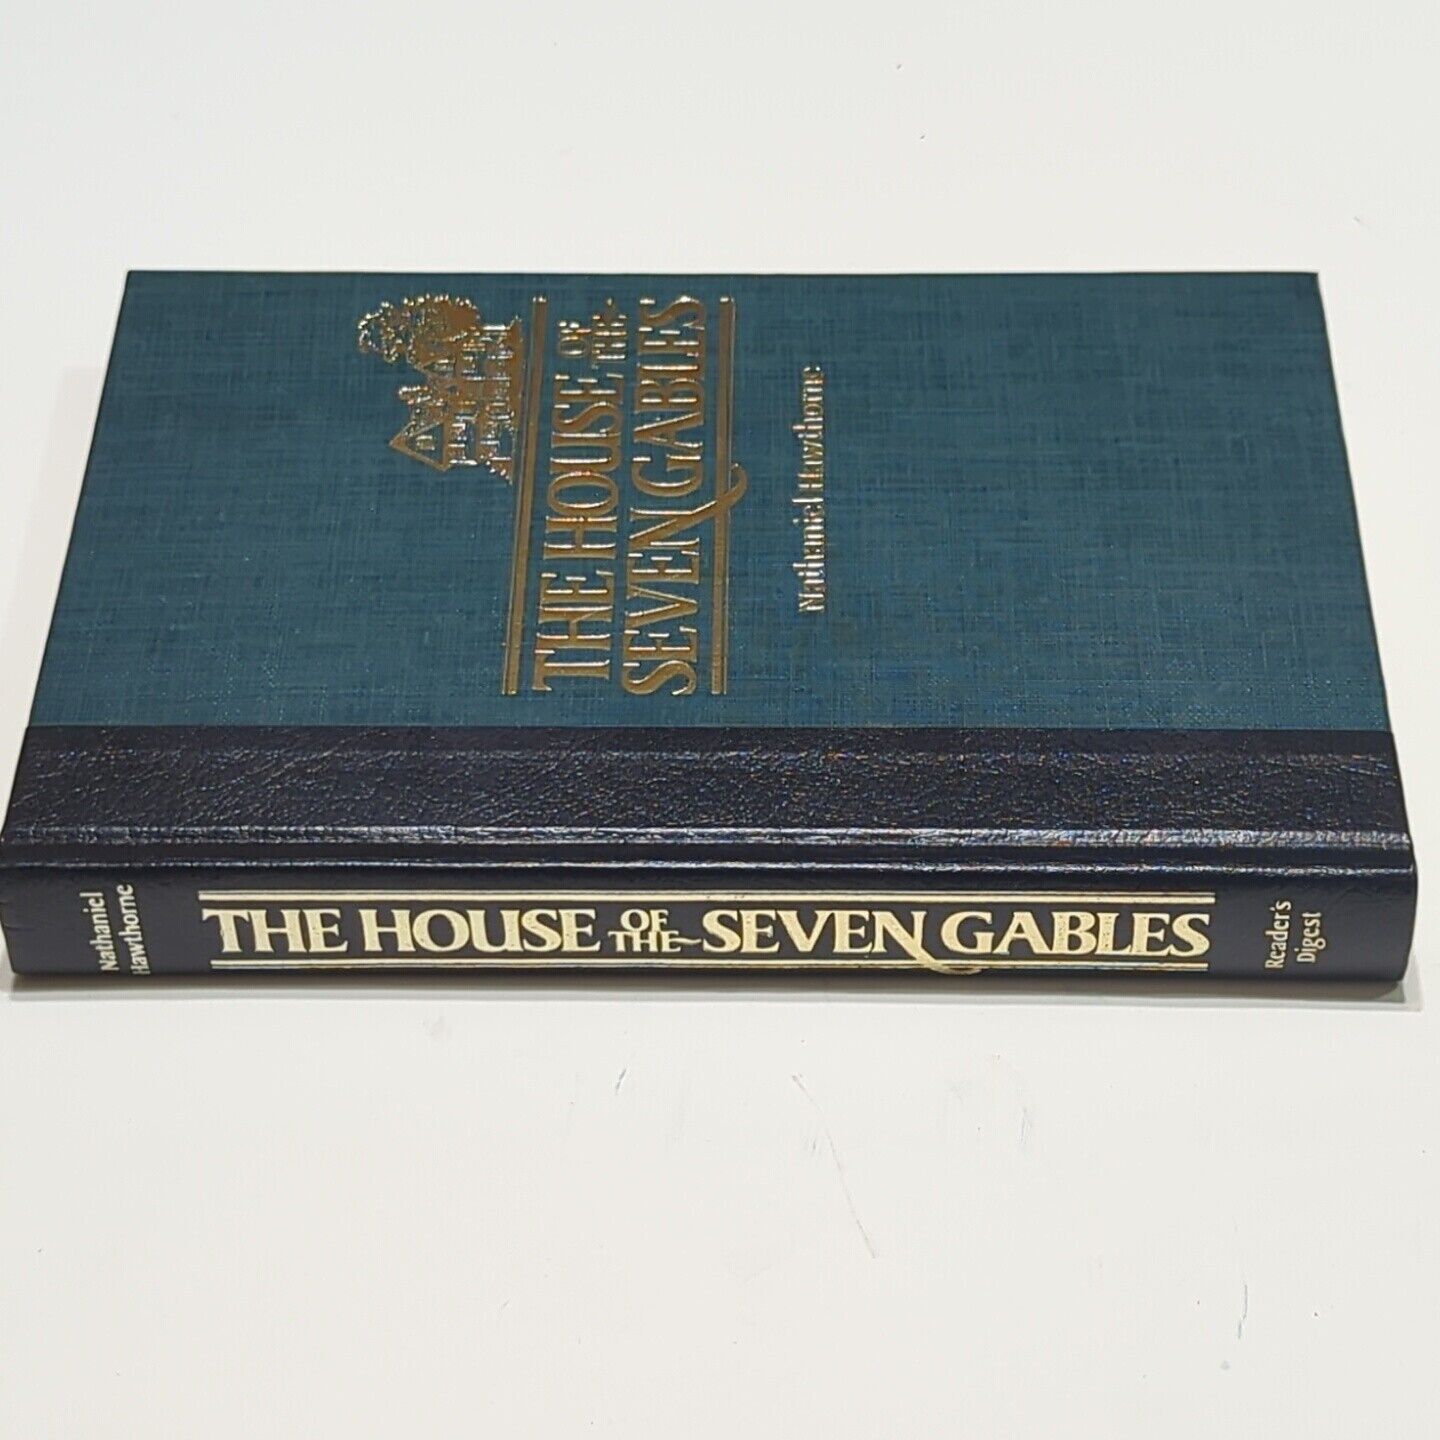 THE HOUSE OF THE
SEVEN GABLES
Nathaniel Hawthorne
Nathaniel
Hawthorne
THE HOUSE OF THE SEVEN GABLES
Reader's
Digest